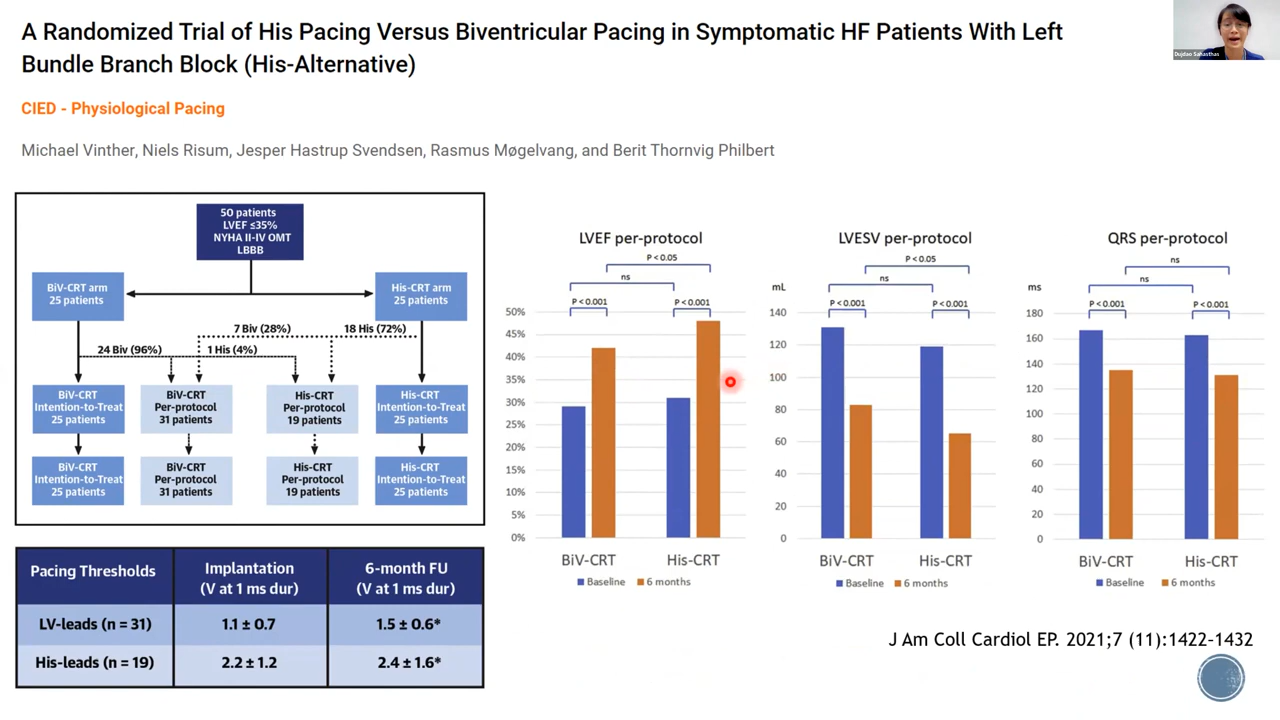 A Randomized Trial of His Pacing Versus Biventricular Pacing in Symptomatic HF Patients With Left
Bundle Branch Block (His-Alternative)
CIED - Physiological Pacing
Michael Vinther, Niels Risum, Jesper Hastrup Svendsen, Rasmus Møgelvang, and Berit Thornvig Philbert
Dujdao Sahasthas
50 patients
LVEF ≤35%
NYHA II-IV OMT
LBBB
BiV-CRT arm
25 patients
His-CRT arm
25 patients
7 Biv (28%)
18 His (72%)
24 Biv (96%)
1 His (4%)
BiV-CRT
Intention-to-Treat
25 patients
BiV-CRT
Per-protocol
31 patients
His-CRT
Per-protocol
19 patients
His-CRT
Intention-to-Treat
25 patients
BiV-CRT
Intention-to-Treat
25 patients
BiV-CRT
Per-protocol
31 patients
His-CRT
Per-protocol
19 patients
His-CRT
Intention-to-Treat
25 patients
Pacing Thresholds
Implantation
(V at 1 ms dur)
6-month FU
(V at 1 ms dur)
LV-leads (n = 31)
1.1 ± 0.7
1.5 ± 0.6*
His-leads (n = 19)
2.2 ± 1.2
2.4 ± 1.6*
LVEF per-protocol
P < 0.05
ns
P < 0.001
P < 0.001
50%
45%
40%
35%
30%
25%
20%
15%
10%
5%
0%
BiV-CRT
His-CRT
Baseline
6 months
LVESV per-protocol
P < 0.05
mL
ns
P < 0.001
P < 0.001
140
120
100
80
60
40
20
0
BiV-CRT
His-CRT
Baseline
6 months
QRS per-protocol
ns
ms
ns
P < 0.001
P < 0.001
180
160
140
120
100
80
60
40
20
0
BiV-CRT
His-CRT
Baseline
6 months
J Am Coll Cardiol EP. 2021;7 (11):1422-1432